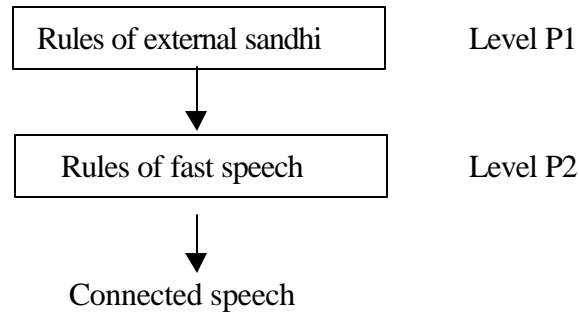 Rules of external sandhi Level P1
Rules of fast speech Level P2
Connected speech